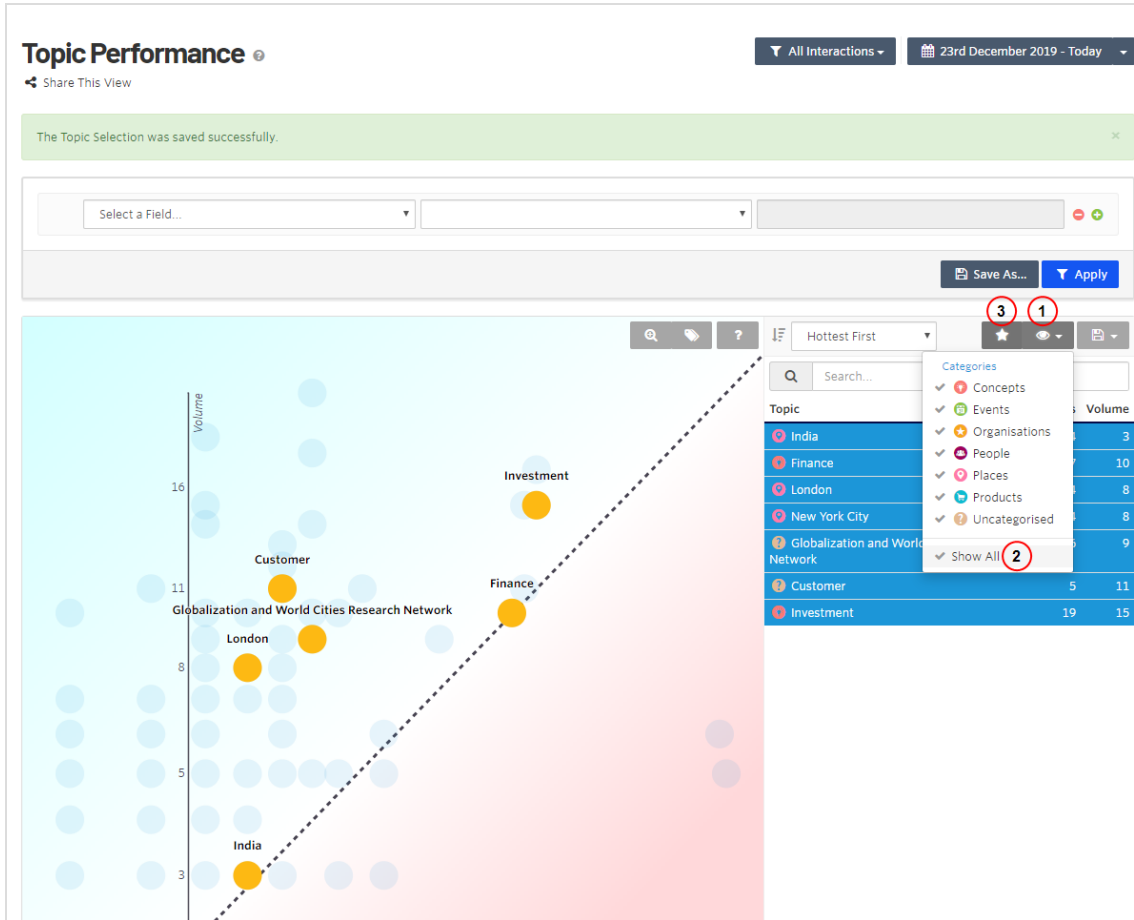 Topic Performance ?
All Interactions
23rd December 2019 - Today
Share This View
The Topic Selection was saved successfully. ×
Select a Field...
Save As...
Apply
3
1
?
Hottest First
Search...
Categories
Concepts
Events
Organisations
People
Places
Products
Uncategorised
Show All 2
Topic s Volume
India 3
Finance 7 10
London 8
New York City 8
Globalization and World
Network 9
Customer 5 11
Investment 19 15
Volume
16
Investment
Customer
11
Finance
Globalization and World Cities Research Network
London
8
5
India
3